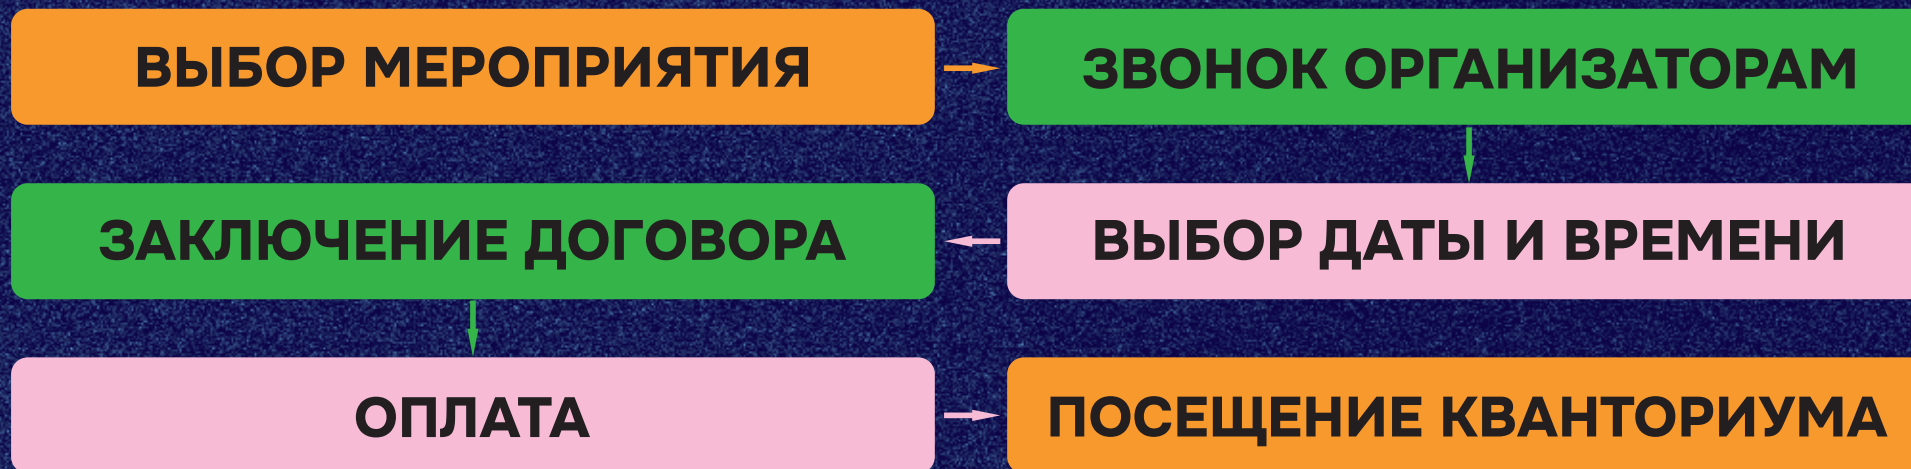 ВЫБОР МЕРОПРИЯТИЯ
ЗВОНОК ОРГАНИЗАТОРАМ
ВЫБОР ДАТЫ И ВРЕМЕНИ
ЗАКЛЮЧЕНИЕ ДОГОВОРА
ОПЛАТА
ПОСЕЩЕНИЕ КВАНТОРИУМА